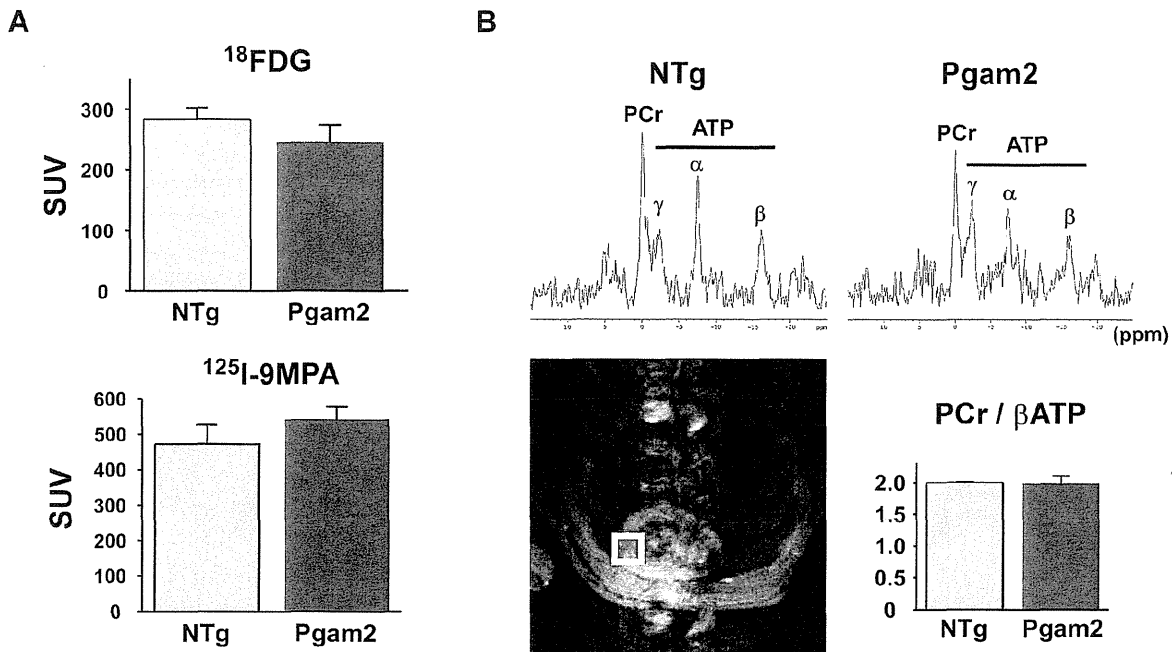 A
¹⁸FDG
SUV
300
200
100
0
NTg Pgam2
¹²⁵I-9MPA
SUV
600
500
400
300
200
100
0
NTg Pgam2
B
NTg
PCr
ATP
γ
α
β
Pgam2
PCr
ATP
γ
α
β
(ppm)
PCr / βATP
2.0
1.5
1.0
0.5
0
NTg Pgam2